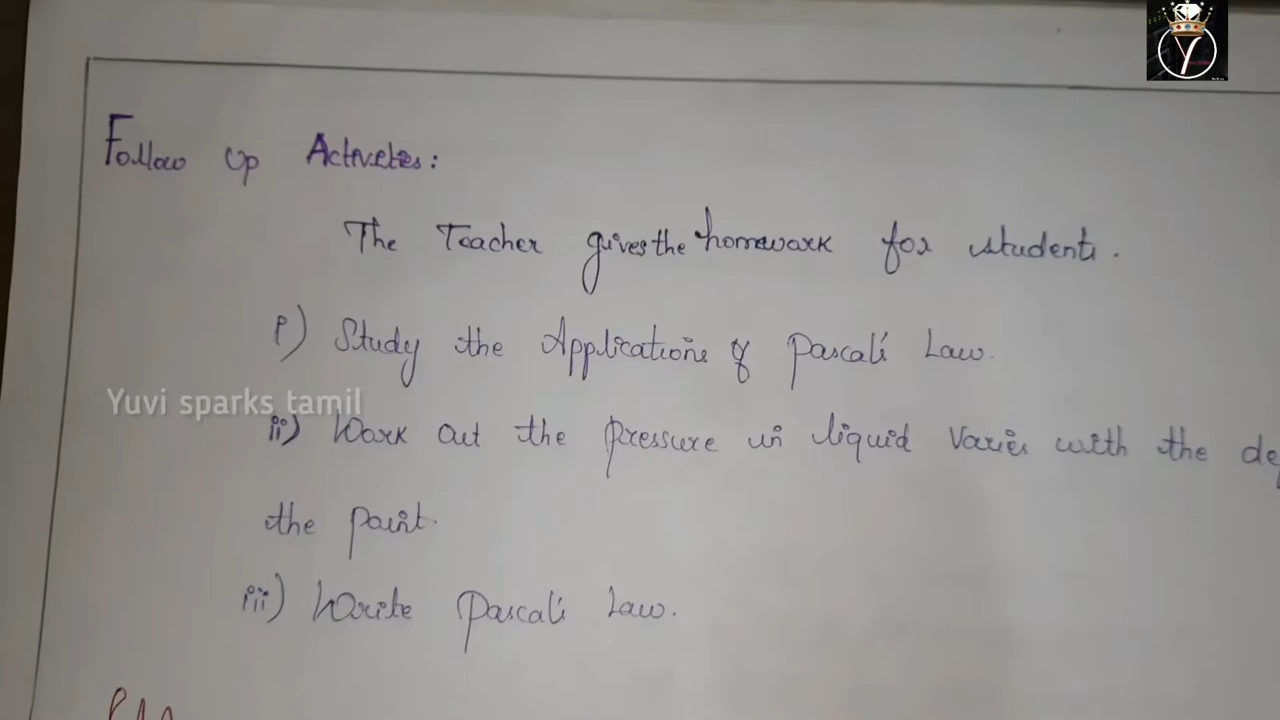 Follow Up Activities:
The Teacher gives the homework for students.
i) Study the Applications of Pascal's Law.
Yuvi sparks tamil
ii) Work out the pressure in liquid varies with the
the point.
iii) Write Pascal's Law.